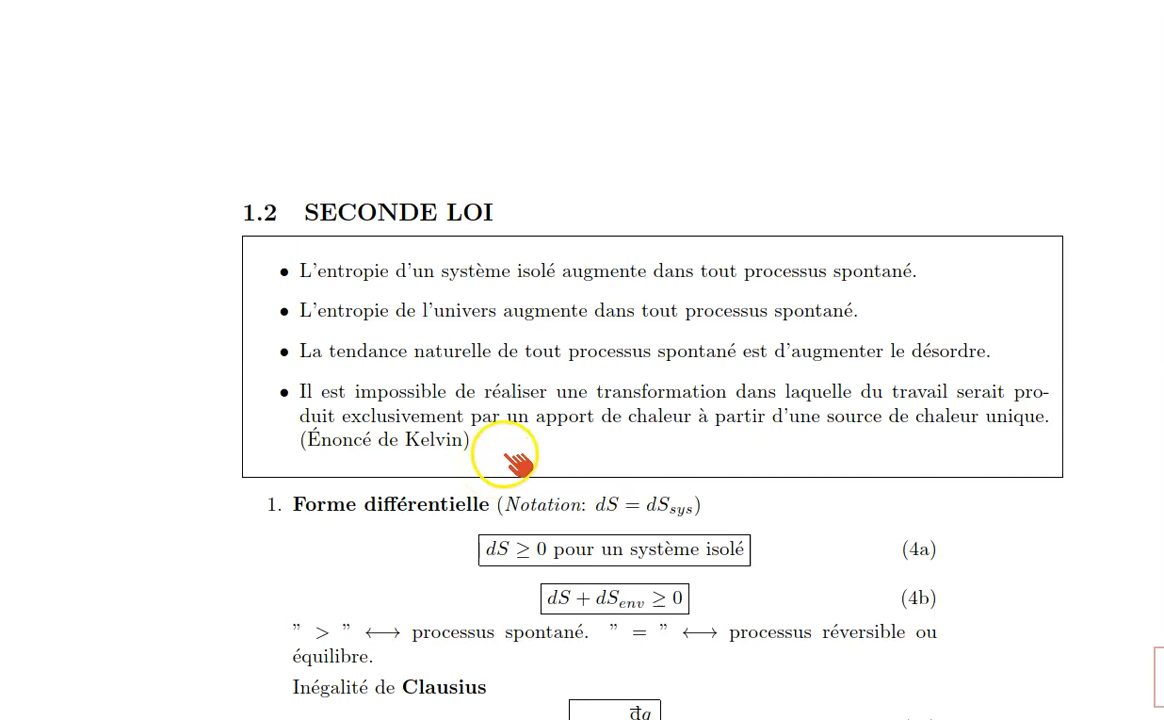 1.2 SECONDE LOI
• L'entropie d'un système isolé augmente dans tout processus spontané.
• L'entropie de l'univers augmente dans tout processus spontané.
• La tendance naturelle de tout processus spontané est d'augmenter le désordre.
• Il est impossible de réaliser une transformation dans laquelle du travail serait pro-
duit exclusivement par un apport de chaleur à partir d'une source de chaleur unique.
(Énoncé de Kelvin)
1. Forme différentielle (Notation: dS = dS_sys)
dS ≥ 0 pour un système isolé (4a)
dS + dS_env ≥ 0 (4b)
" > " ⟷ processus spontané. " = " ⟷ processus réversible ou
équilibre.
Inégalité de Clausius
đq